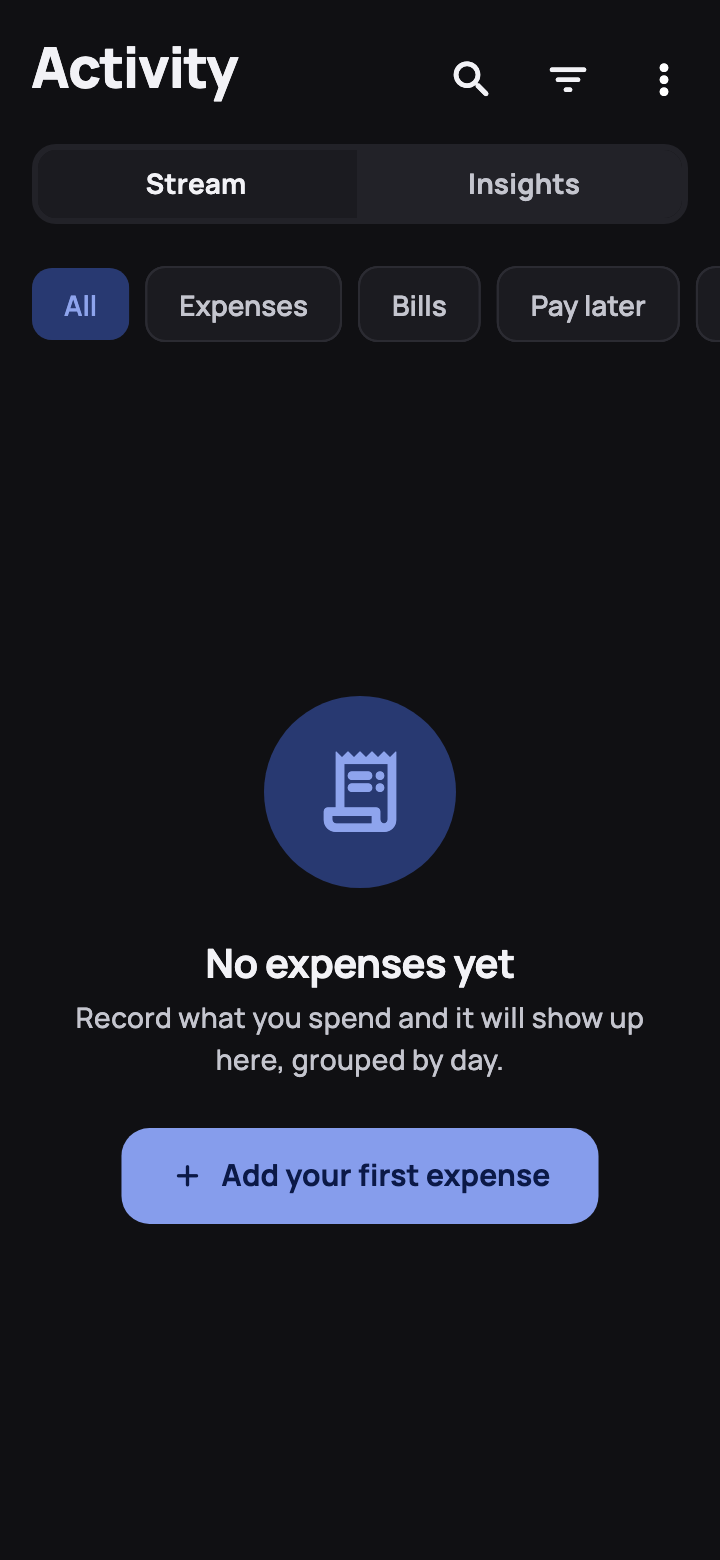 Activity
Stream
Insights
All
Expenses
Bills
Pay later
No expenses yet
Record what you spend and it will show up
here, grouped by day.
+ Add your first expense